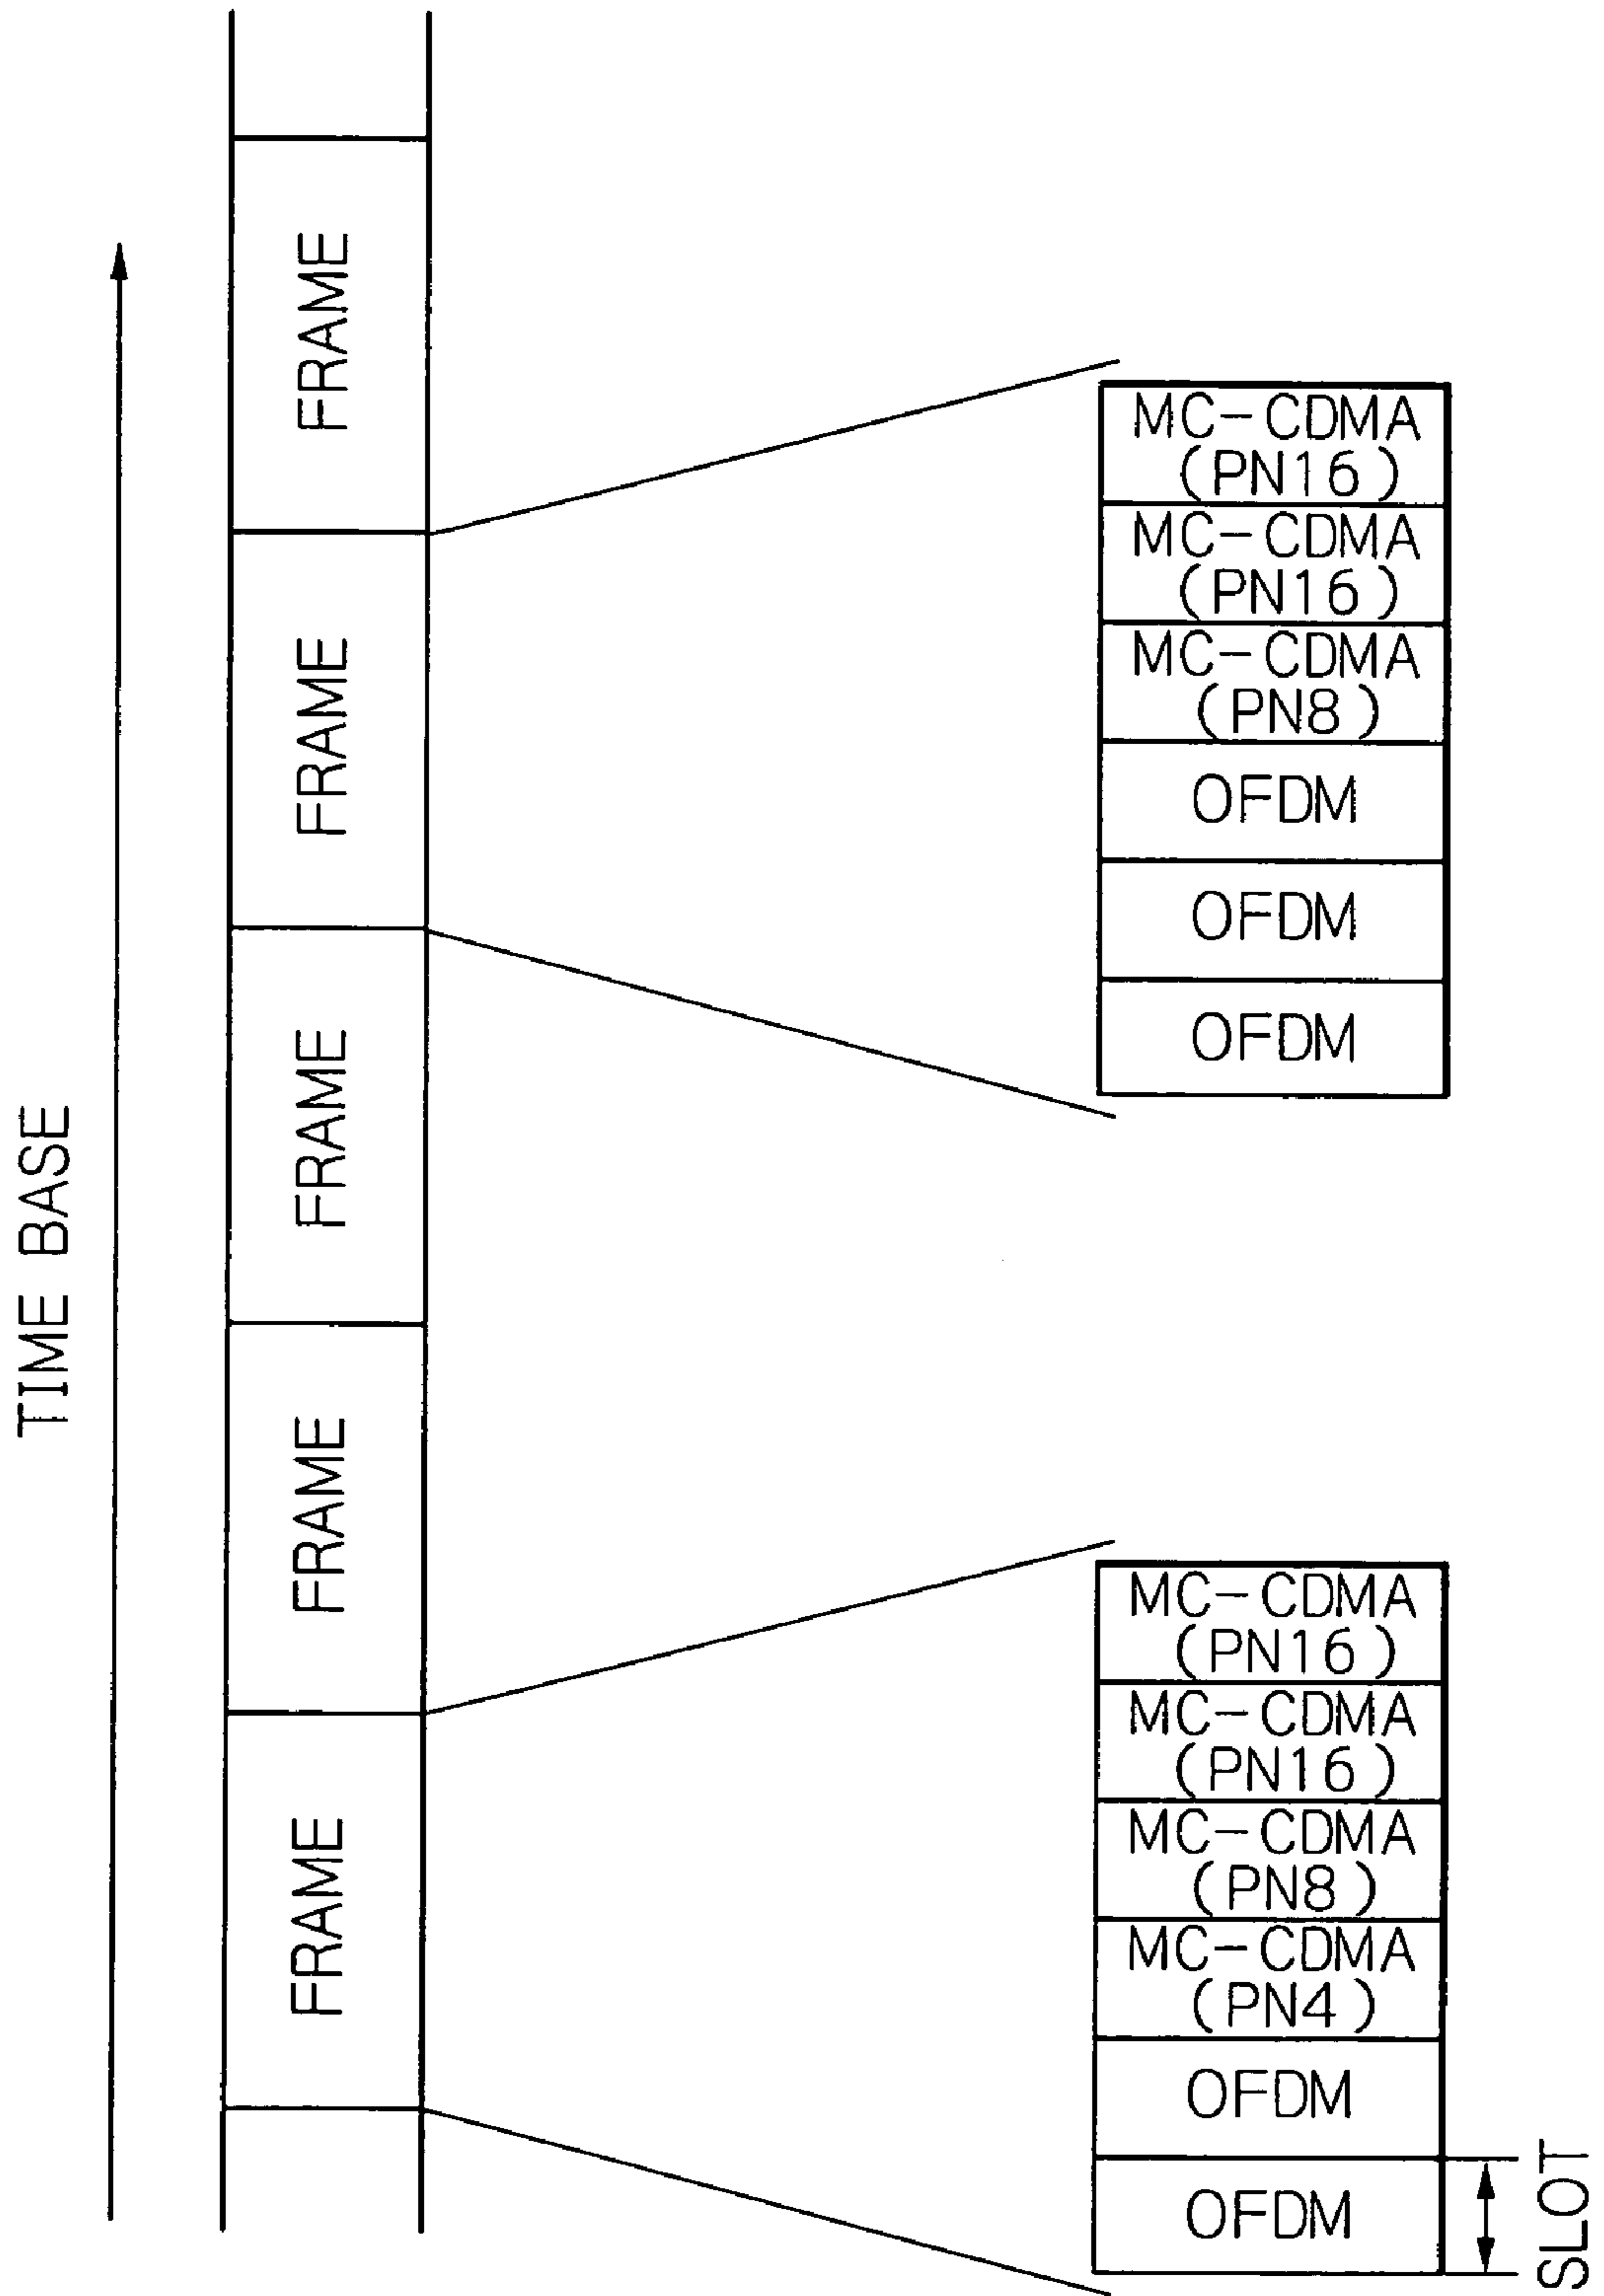 TIME BASE
FRAME
FRAME
FRAME
FRAME
FRAME
MC-CDMA
(PN16)
MC-CDMA
(PN16)
MC-CDMA
(PN8)
OFDM
OFDM
OFDM
MC-CDMA
(PN16)
MC-CDMA
(PN16)
MC-CDMA
(PN8)
MC-CDMA
(PN4)
OFDM
OFDM
SLOT